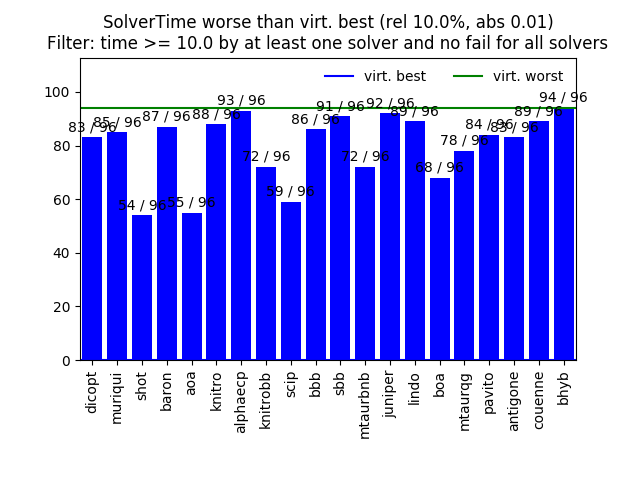 SolverTime worse than virt. best (rel 10.0%, abs 0.01)
Filter: time >= 10.0 by at least one solver and no fail for all solvers
virt. best
virt. worst
100
80
60
40
20
0
83 / 96
85 / 96
54 / 96
87 / 96
55 / 96
88 / 96
93 / 96
72 / 96
59 / 96
86 / 96
91 / 96
72 / 96
92 / 96
89 / 96
68 / 96
78 / 96
84 / 96
83 / 96
89 / 96
94 / 96
dicopt
muriqui
shot
baron
aoa
knitro
alphaecp
knitrobb
scip
bbb
sbb
mtaurbnb
juniper
lindo
boa
mtaurqg
pavito
antigone
couenne
bhyb